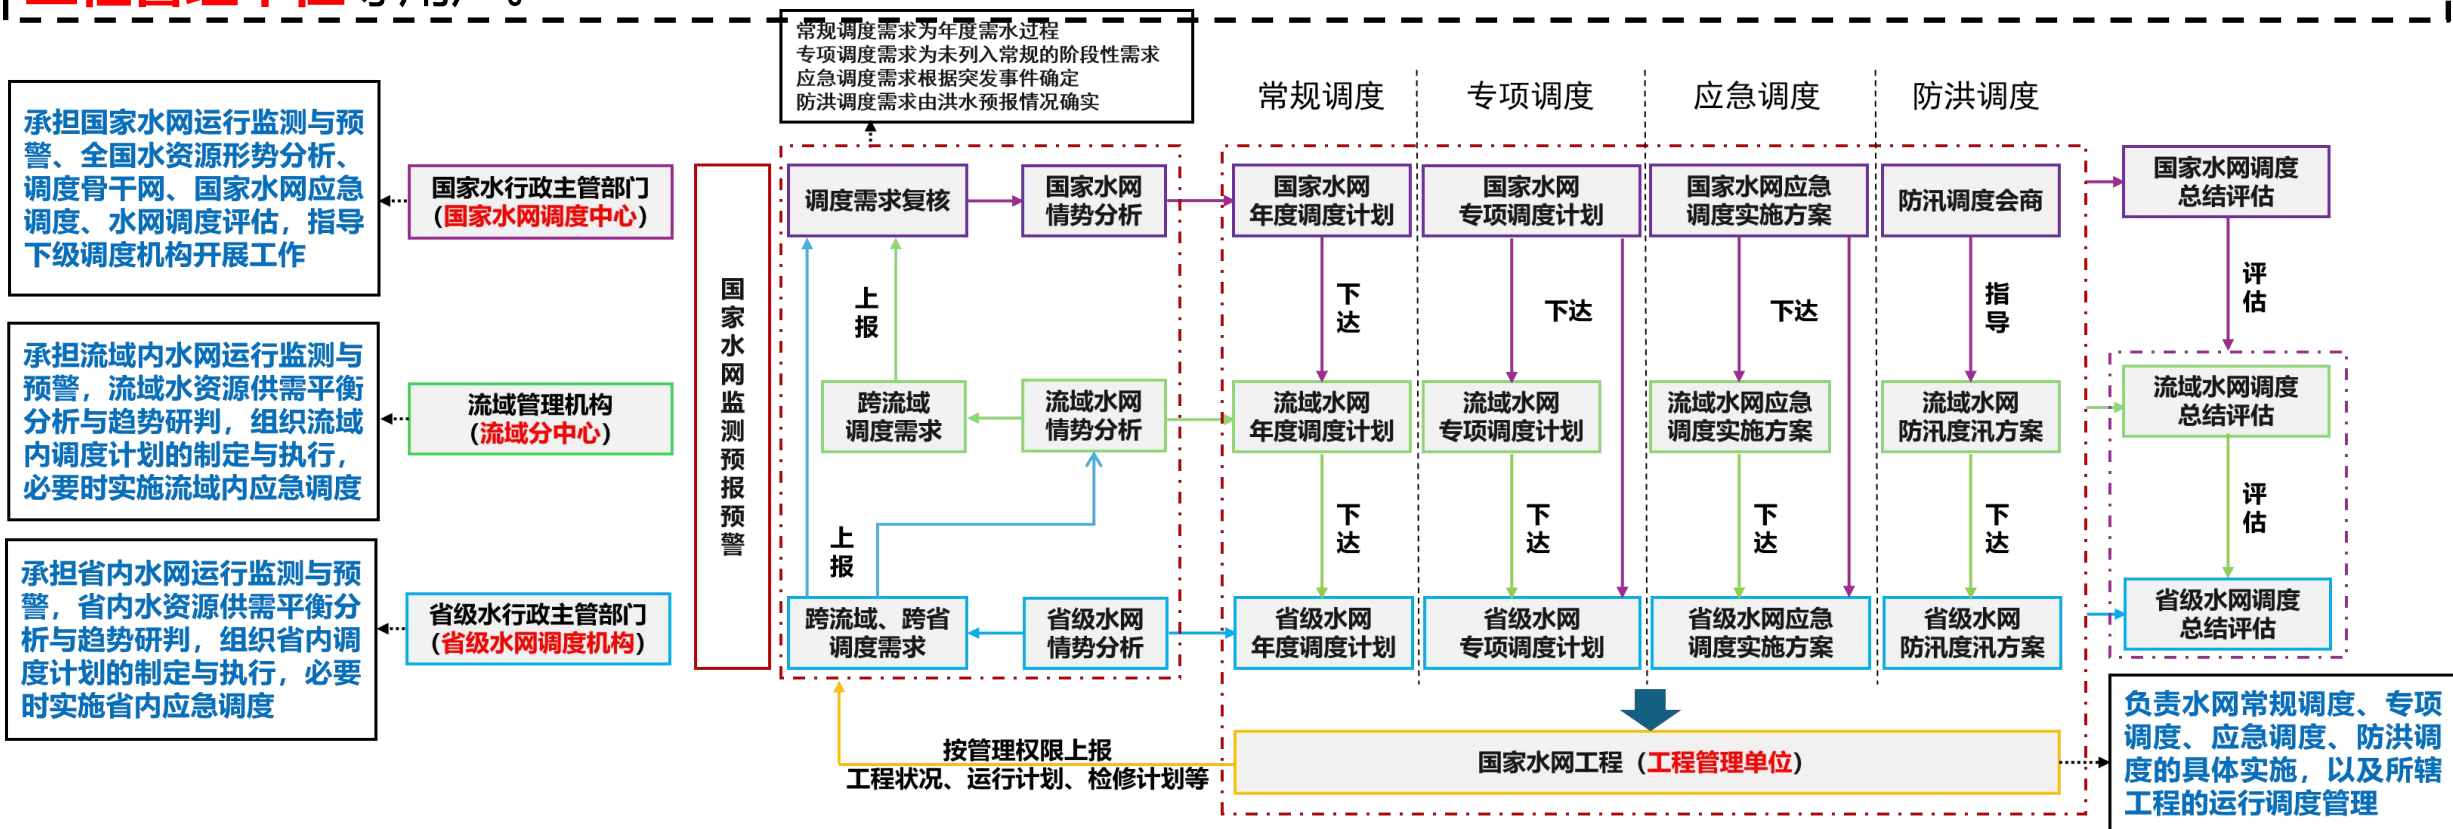 工程管理单位等用户。
常规调度需求为年度需水过程
专项调度需求为未列入常规的阶段性需求
应急调度需求根据突发事件确定
防洪调度需求由洪水预报情况确实
常规调度
专项调度
应急调度
防洪调度
承担国家水网运行监测与预
警、全国水资源形势分析、
调度骨干网、国家水网应急
调度、水网调度评估，指导
下级调度机构开展工作
国家水行政主管部门
（国家水网调度中心）
国家水网监测预报预警
调度需求复核
国家水网
情势分析
国家水网
年度调度计划
国家水网
专项调度计划
国家水网应急
调度实施方案
防汛调度会商
国家水网调度
总结评估
上报
下达
下达
下达
指导
评估
承担流域内水网运行监测与
预警，流域水资源供需平衡
分析与趋势研判，组织流域
内调度计划的制定与执行，
必要时实施流域内应急调度
流域管理机构
（流域分中心）
跨流域
调度需求
流域水网
情势分析
流域水网
年度调度计划
流域水网
专项调度计划
流域水网应急
调度实施方案
流域水网
防汛度汛方案
流域水网调度
总结评估
上报
下达
下达
下达
下达
评估
承担省内水网运行监测与预
警，省内水资源供需平衡分
析与趋势研判，组织省内调
度计划的制定与执行，必要
时实施省内应急调度
省级水行政主管部门
（省级水网调度机构）
跨流域、跨省
调度需求
省级水网
情势分析
省级水网
年度调度计划
省级水网
专项调度计划
省级水网应急
调度实施方案
省级水网
防汛度汛方案
省级水网调度
总结评估
按管理权限上报
工程状况、运行计划、检修计划等
国家水网工程（工程管理单位）
负责水网常规调度、专项
调度、应急调度、防洪调
度的具体实施，以及所辖
工程的运行调度管理